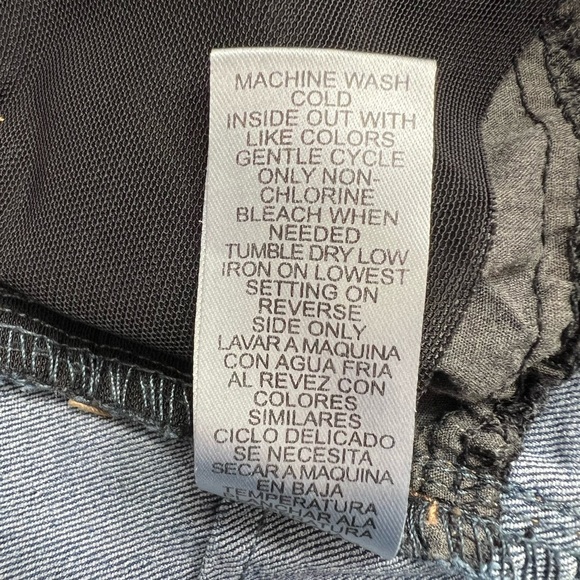 MACHINE WASH
COLD
INSIDE OUT WITH
LIKE COLORS
GENTLE CYCLE
ONLY NON-
CHLORINE
BLEACH WHEN
NEEDED
TUMBLE DRY LOW
IRON ON LOWEST
SETTING ON
REVERSE
SIDE ONLY
LAVAR A MAQUINA
CON AGUA FRIA
AL REVEZ CON
COLORES
SIMILARES
CICLO DELICADO
SE NECESITA
SECAR A MAQUINA
EN BAJA
TEMPERATURA
PLANCHAR ALA